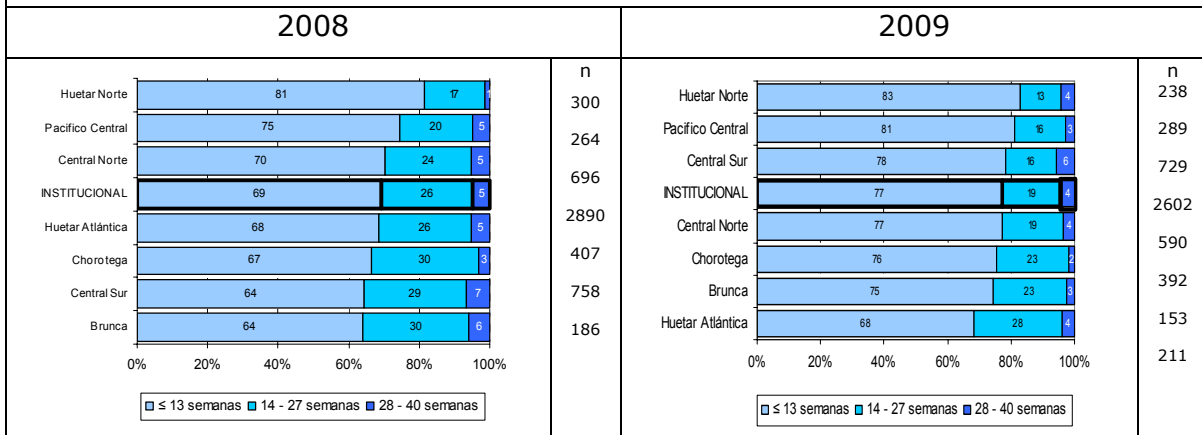 2008
2009
n
Huetar Norte 81 17 1 300
Pacifico Central 75 20 5 264
Central Norte 70 24 5 696
INSTITUCIONAL 69 26 5 2890
Huetar Atlántica 68 26 5 407
Chorotega 67 30 3 758
Central Sur 64 29 7 186
Brunca 64 30 6
0% 20% 40% 60% 80% 100%
≤ 13 semanas 14 - 27 semanas 28 - 40 semanas
n
Huetar Norte 83 13 4 238
Pacifico Central 81 16 3 289
Central Sur 78 16 6 729
INSTITUCIONAL 77 19 4 2602
Central Norte 77 19 4 590
Chorotega 76 23 2 392
Brunca 75 23 3 153
Huetar Atlántica 68 28 4 211
0% 20% 40% 60% 80% 100%
≤ 13 semanas 14 - 27 semanas 28 - 40 semanas